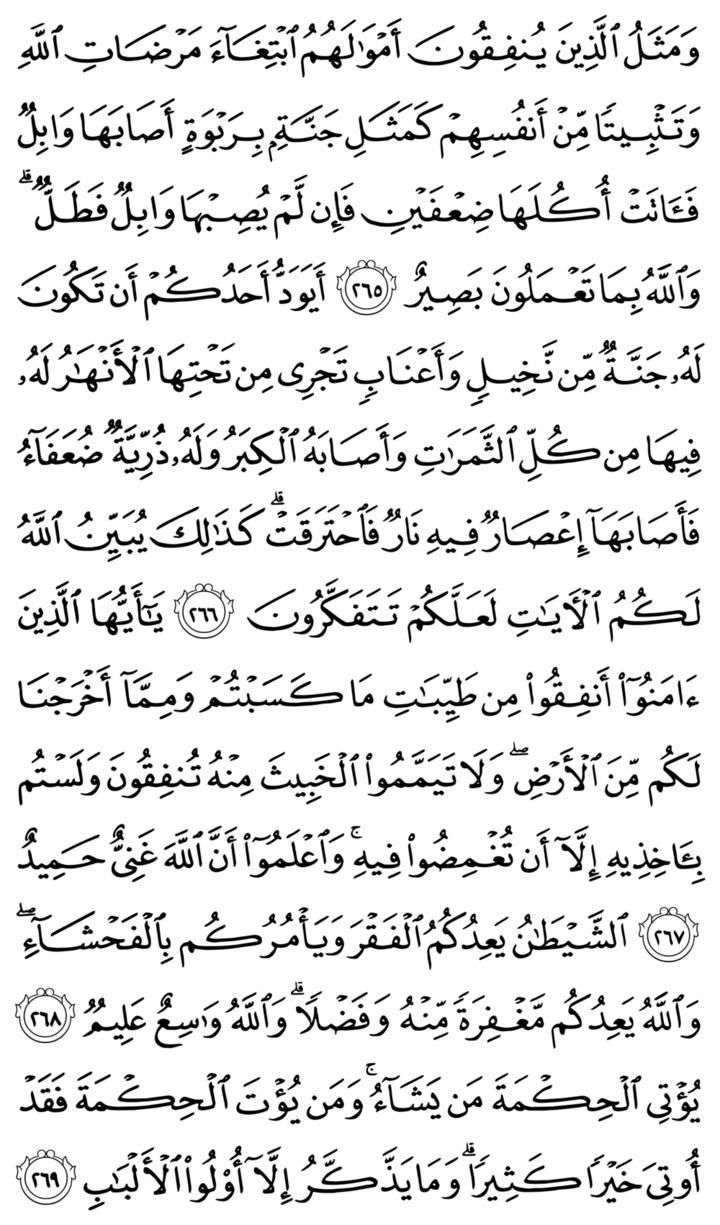 وَمَثَلُ ٱلَّذِينَ يُنفِقُونَ أَمْوَٰلَهُمُ ٱبْتِغَآءَ مَرْضَاتِ ٱللَّهِ
وَتَثْبِيتًا مِّنْ أَنفُسِهِمْ كَمَثَلِ جَنَّةٍۭ بِرَبْوَةٍ أَصَابَهَا وَابِلٌ
فَـَٔاتَتْ أُكُلَهَا ضِعْفَيْنِ فَإِن لَّمْ يُصِبْهَا وَابِلٌ فَطَلٌّ ۗ
وَٱللَّهُ بِمَا تَعْمَلُونَ بَصِيرٌ ٢٦٥ أَيَوَدُّ أَحَدُكُمْ أَن تَكُونَ
لَهُۥ جَنَّةٌ مِّن نَّخِيلٍ وَأَعْنَابٍ تَجْرِى مِن تَحْتِهَا ٱلْأَنْهَٰرُ لَهُۥ
فِيهَا مِن كُلِّ ٱلثَّمَرَٰتِ وَأَصَابَهُ ٱلْكِبَرُ وَلَهُۥ ذُرِّيَّةٌ ضُعَفَآءُ
فَأَصَابَهَآ إِعْصَارٌ فِيهِ نَارٌ فَٱحْتَرَقَتْ ۗ كَذَٰلِكَ يُبَيِّنُ ٱللَّهُ
لَكُمُ ٱلْـَٔايَٰتِ لَعَلَّكُمْ تَتَفَكَّرُونَ ٢٦٦ يَٰٓأَيُّهَا ٱلَّذِينَ
ءَامَنُوٓا۟ أَنفِقُوا۟ مِن طَيِّبَٰتِ مَا كَسَبْتُمْ وَمِمَّآ أَخْرَجْنَا
لَكُم مِّنَ ٱلْأَرْضِ ۖ وَلَا تَيَمَّمُوا۟ ٱلْخَبِيثَ مِنْهُ تُنفِقُونَ وَلَسْتُم
بِـَٔاخِذِيهِ إِلَّآ أَن تُغْمِضُوا۟ فِيهِ ۚ وَٱعْلَمُوٓا۟ أَنَّ ٱللَّهَ غَنِىٌّ حَمِيدٌ
٢٦٧ ٱلشَّيْطَٰنُ يَعِدُكُمُ ٱلْفَقْرَ وَيَأْمُرُكُم بِٱلْفَحْشَآءِ ۖ
وَٱللَّهُ يَعِدُكُم مَّغْفِرَةً مِّنْهُ وَفَضْلًا ۗ وَٱللَّهُ وَٰسِعٌ عَلِيمٌ ٢٦٨
يُؤْتِى ٱلْحِكْمَةَ مَن يَشَآءُ ۚ وَمَن يُؤْتَ ٱلْحِكْمَةَ فَقَدْ
أُوتِىَ خَيْرًا كَثِيرًا ۗ وَمَا يَذَّكَّرُ إِلَّآ أُو۟لُوا۟ ٱلْأَلْبَٰبِ ٢٦٩